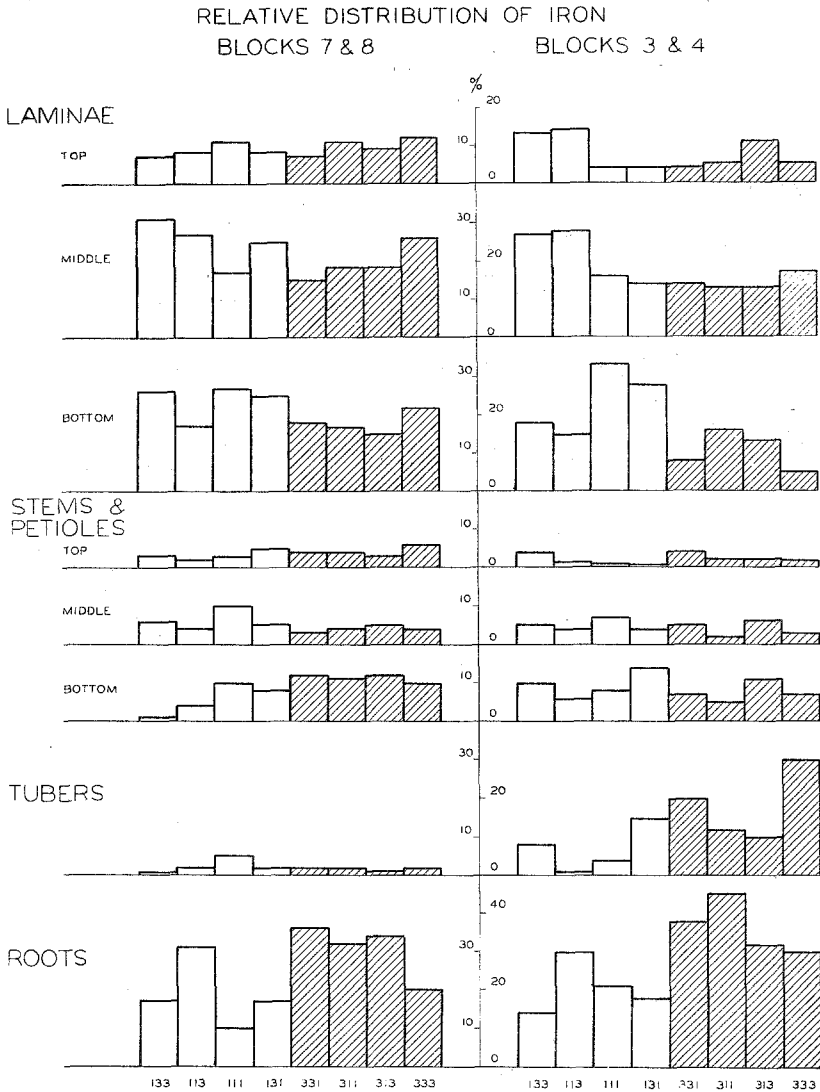 RELATIVE DISTRIBUTION OF IRON
BLOCKS 7 & 8 BLOCKS 3 & 4
%
LAMINAE
20
TOP
10
0
30
MIDDLE
20
10
0
30
BOTTOM
20
10
0
STEMS &
PETIOLES
TOP
10
0
MIDDLE
10
0
BOTTOM
10
0
TUBERS
30
20
10
0
ROOTS
40
30
20
10
0
133 113 111 131 331 311 313 333 133 113 111 131 331 311 313 333